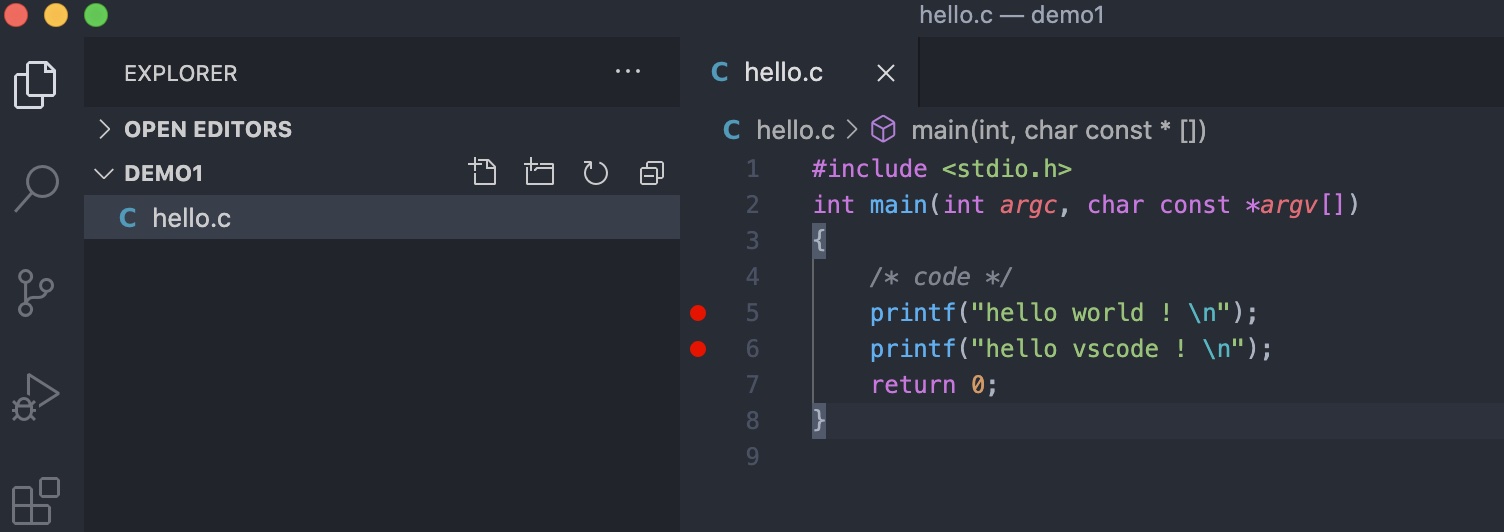 hello.c — demo1
EXPLORER
OPEN EDITORS
DEMO1
C hello.c
C hello.c
C hello.c > main(int, char const * [])
1 #include <stdio.h>
2 int main(int argc, char const *argv[])
3 {
4     /* code */
5     printf("hello world ! \n");
6     printf("hello vscode ! \n");
7     return 0;
8 }
9